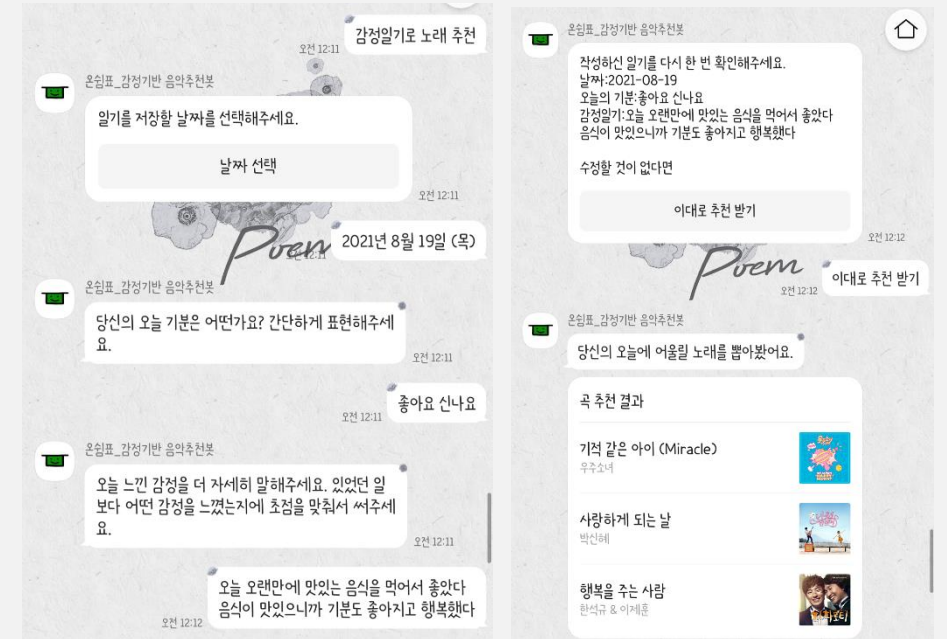 감정일기로 노래 추천
오전 12:11
온쉼표_감정기반 음악추천봇
일기를 저장할 날짜를 선택해주세요.
날짜 선택
오전 12:11
Poem
2021년 8월 19일 (목)
오전 12:11
온쉼표_감정기반 음악추천봇
당신의 오늘 기분은 어떤가요? 간단하게 표현해주세
요.
오전 12:11
좋아요 신나요
오전 12:11
온쉼표_감정기반 음악추천봇
오늘 느낀 감정을 더 자세히 말해주세요. 있었던 일
보다 어떤 감정을 느꼈는지에 초점을 맞춰서 써주세
요.
오전 12:11
오늘 오랜만에 맛있는 음식을 먹어서 좋았다
음식이 맛있으니까 기분도 좋아지고 행복했다
오전 12:12
온쉼표_감정기반 음악추천봇
작성하신 일기를 다시 한 번 확인해주세요.
날짜:2021-08-19
오늘의 기분:좋아요 신나요
감정일기:오늘 오랜만에 맛있는 음식을 먹어서 좋았다
음식이 맛있으니까 기분도 좋아지고 행복했다
수정할 것이 없다면
이대로 추천 받기
오전 12:12
Poem
이대로 추천 받기
오전 12:12
온쉼표_감정기반 음악추천봇
당신의 오늘에 어울릴 노래를 뽑아봤어요.
곡 추천 결과
기적 같은 아이 (Miracle)
우주소녀
사랑하게 되는 날
박신혜
행복을 주는 사람
한석규 & 이제훈
파파로티